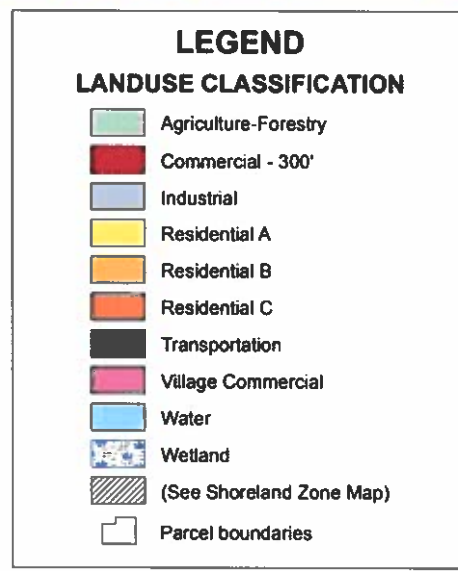 LEGEND
LANDUSE CLASSIFICATION
Agriculture-Forestry
Commercial - 300'
Industrial
Residential A
Residential B
Residential C
Transportation
Village Commercial
Water
Wetland
(See Shoreland Zone Map)
Parcel boundaries